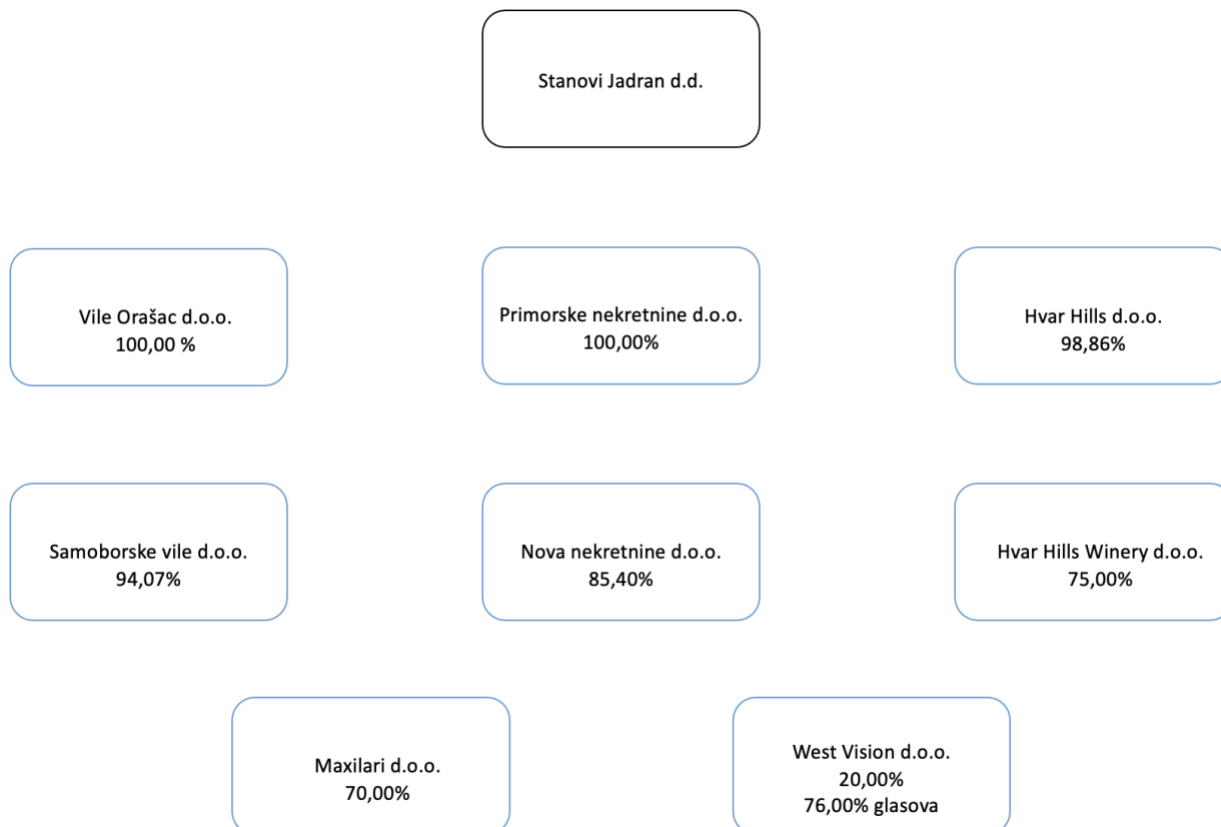 Stanovi Jadran d.d.
Vile Orašac d.o.o.
100,00 %
Primorske nekretnine d.o.o.
100,00%
Hvar Hills d.o.o.
98,86%
Samoborske vile d.o.o.
94,07%
Nova nekretnine d.o.o.
85,40%
Hvar Hills Winery d.o.o.
75,00%
Maxilari d.o.o.
70,00%
West Vision d.o.o.
20,00%
76,00% glasova